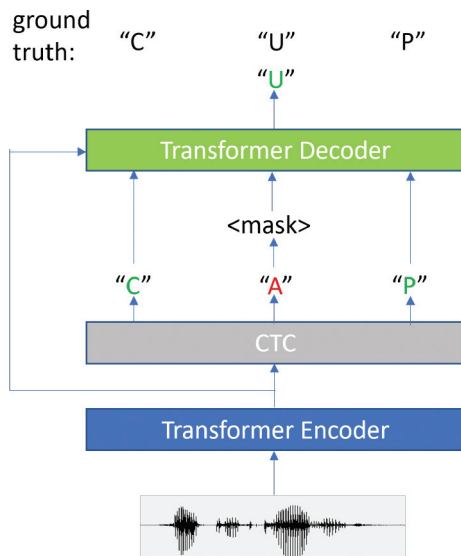 ground truth: “C” “U” “P”
“U”
Transformer Decoder
<mask>
“C” “A” “P”
CTC
Transformer Encoder